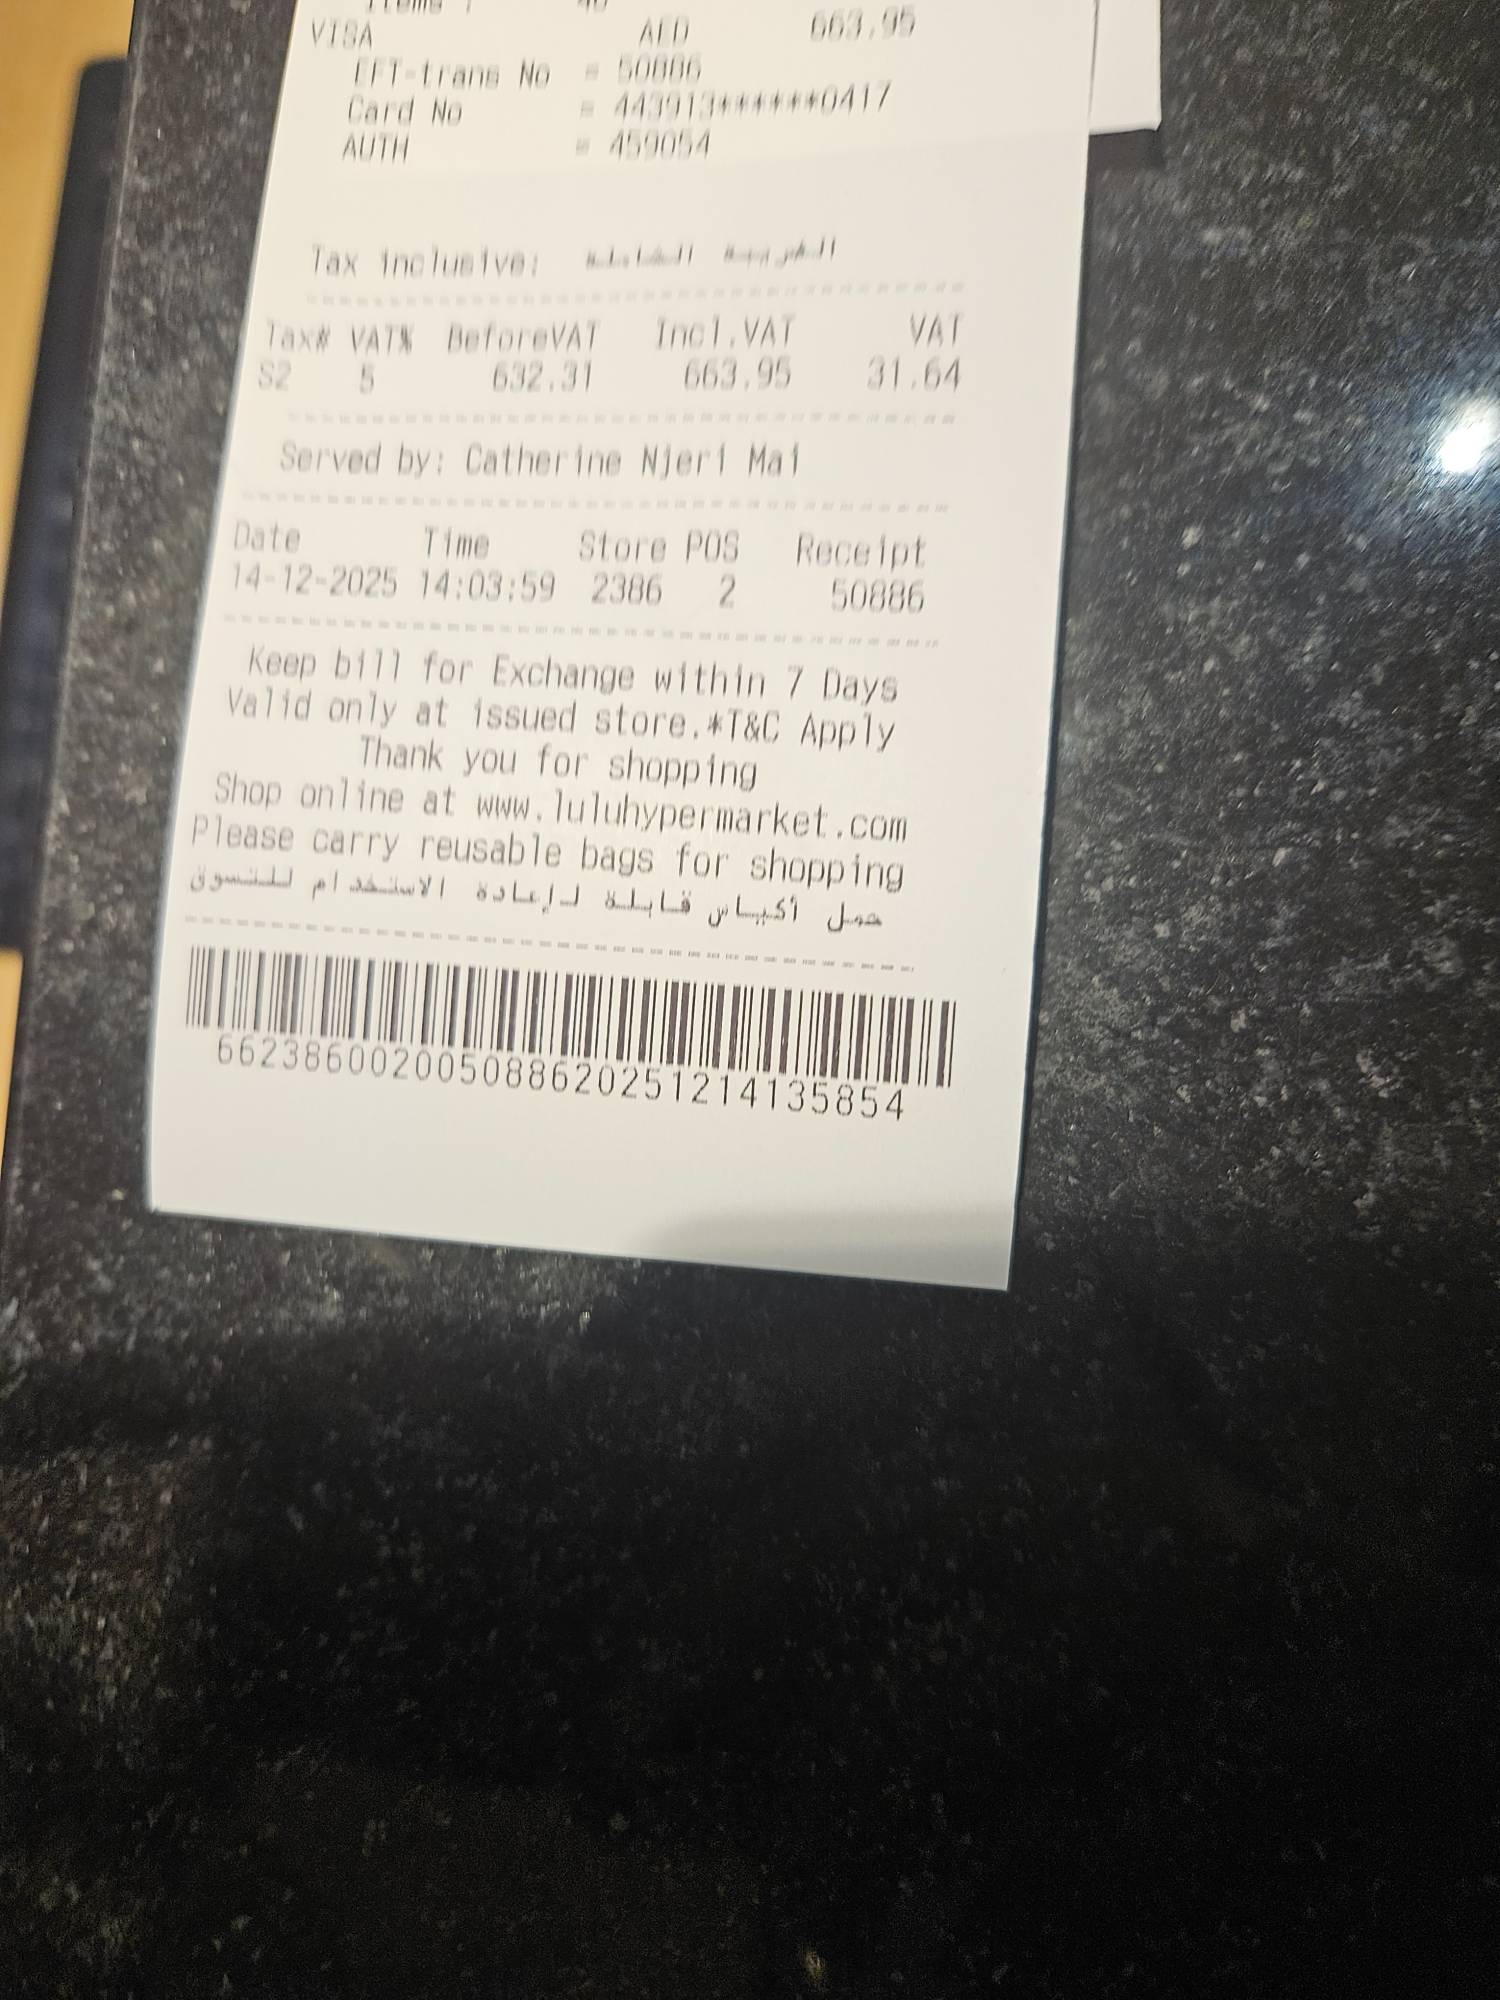 Items : 40
VISA AED 663.95
EFT-trans No = 50886
Card No = 443913******0417
AUTH = 459054
Tax inclusive: الضريبة الشاملة
Tax# VAT% BeforeVAT Incl.VAT VAT
S2 5 632.31 663.95 31.64
Served by: Catherine Njeri Mai
Date Time Store POS Receipt
14-12-2025 14:03:59 2386 2 50886
Keep bill for Exchange within 7 Days
Valid only at issued store.*T&C Apply
Thank you for shopping
Shop online at www.luluhypermarket.com
Please carry reusable bags for shopping
حمل أكياس قابلة لإعادة الاستخدام للتسوق
662386002005088620251214135854